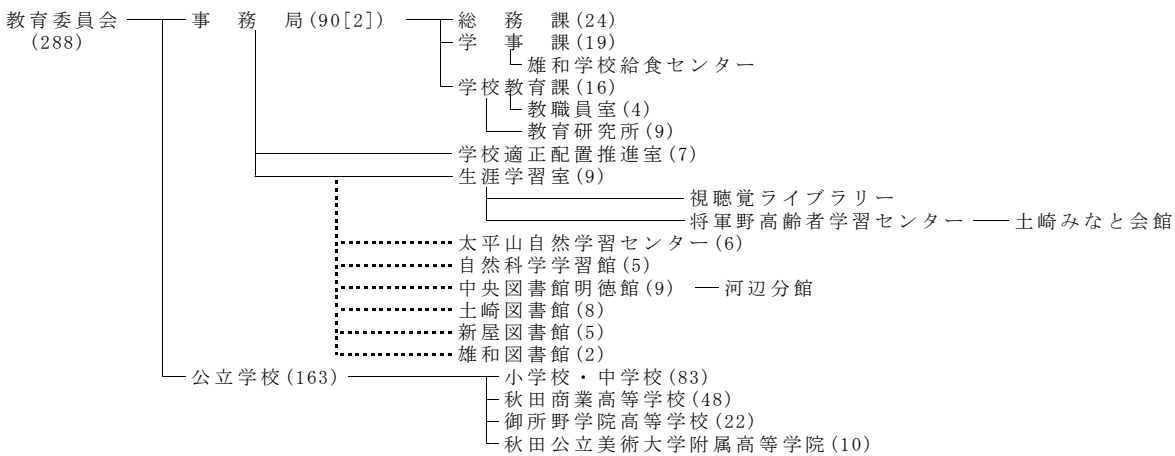 教育委員会 事務局(90[2]) 総務課(24)
(288) 学事課(19)
雄和学校給食センター
学校教育課(16)
教職員室(4)
教育研究所(9)
学校適正配置推進室(7)
生涯学習室(9)
視聴覚ライブラリー
将軍野高齢者学習センター 土崎みなと会館
太平山自然学習センター(6)
自然科学学習館(5)
中央図書館明徳館(9) 河辺分館
土崎図書館(8)
新屋図書館(5)
雄和図書館(2)
公立学校(163) 小学校・中学校(83)
秋田商業高等学校(48)
御所野学院高等学校(22)
秋田公立美術大学附属高等学院(10)